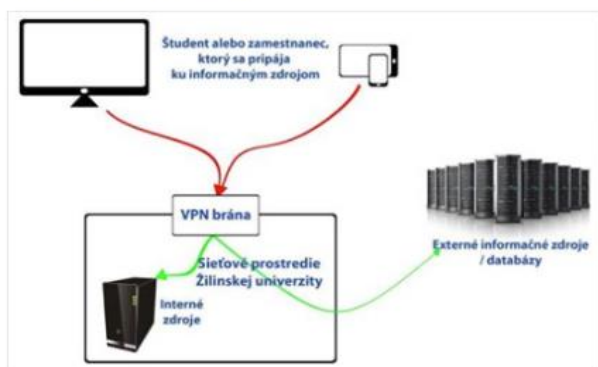 Študent alebo zamestnanec,
ktorý sa pripája
ku informačným zdrojom
VPN brána
Sieťové prostredie
Žilinskej univerzity
Interné
zdroje
Externé informačné zdroje
/ databázy